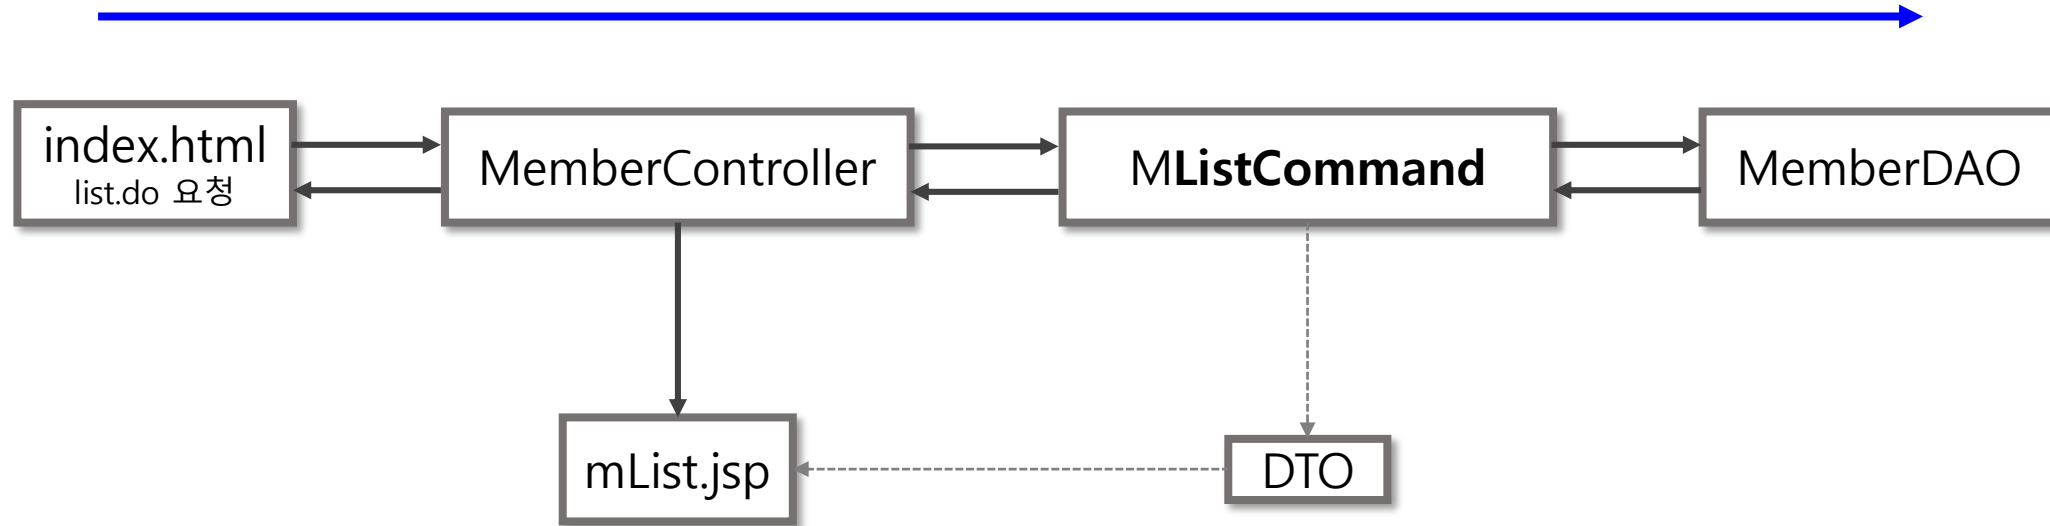 index.html
list.do 요청
MemberController
MListCommand
MemberDAO
mList.jsp
DTO